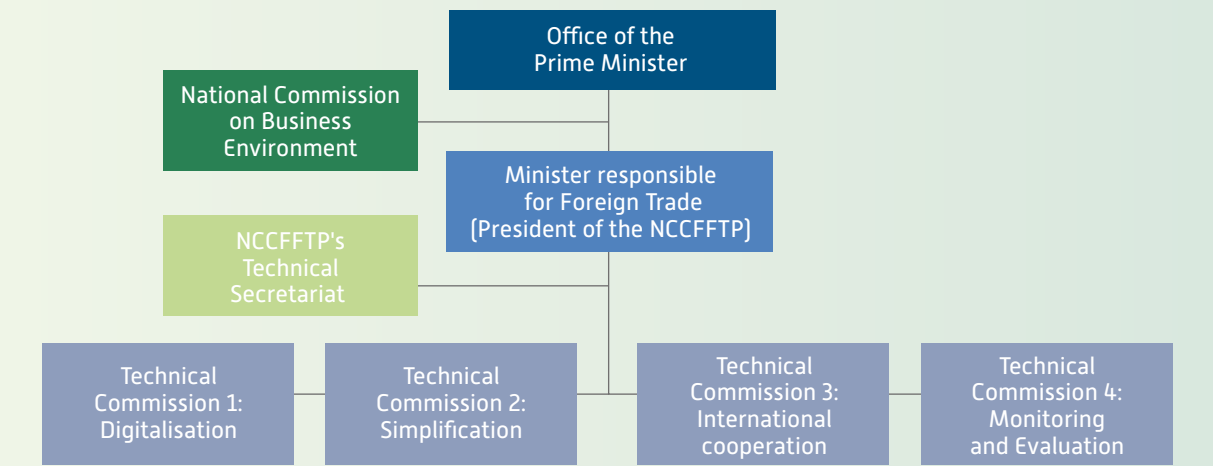 Office of the
Prime Minister
National Commission
on Business
Environment
Minister responsible
for Foreign Trade
(President of the NCCFFTP)
NCCFFTP's
Technical
Secretariat
Technical
Commission 1:
Digitalisation
Technical
Commission 2:
Simplification
Technical
Commission 3:
International
cooperation
Technical
Commission 4:
Monitoring
and Evaluation